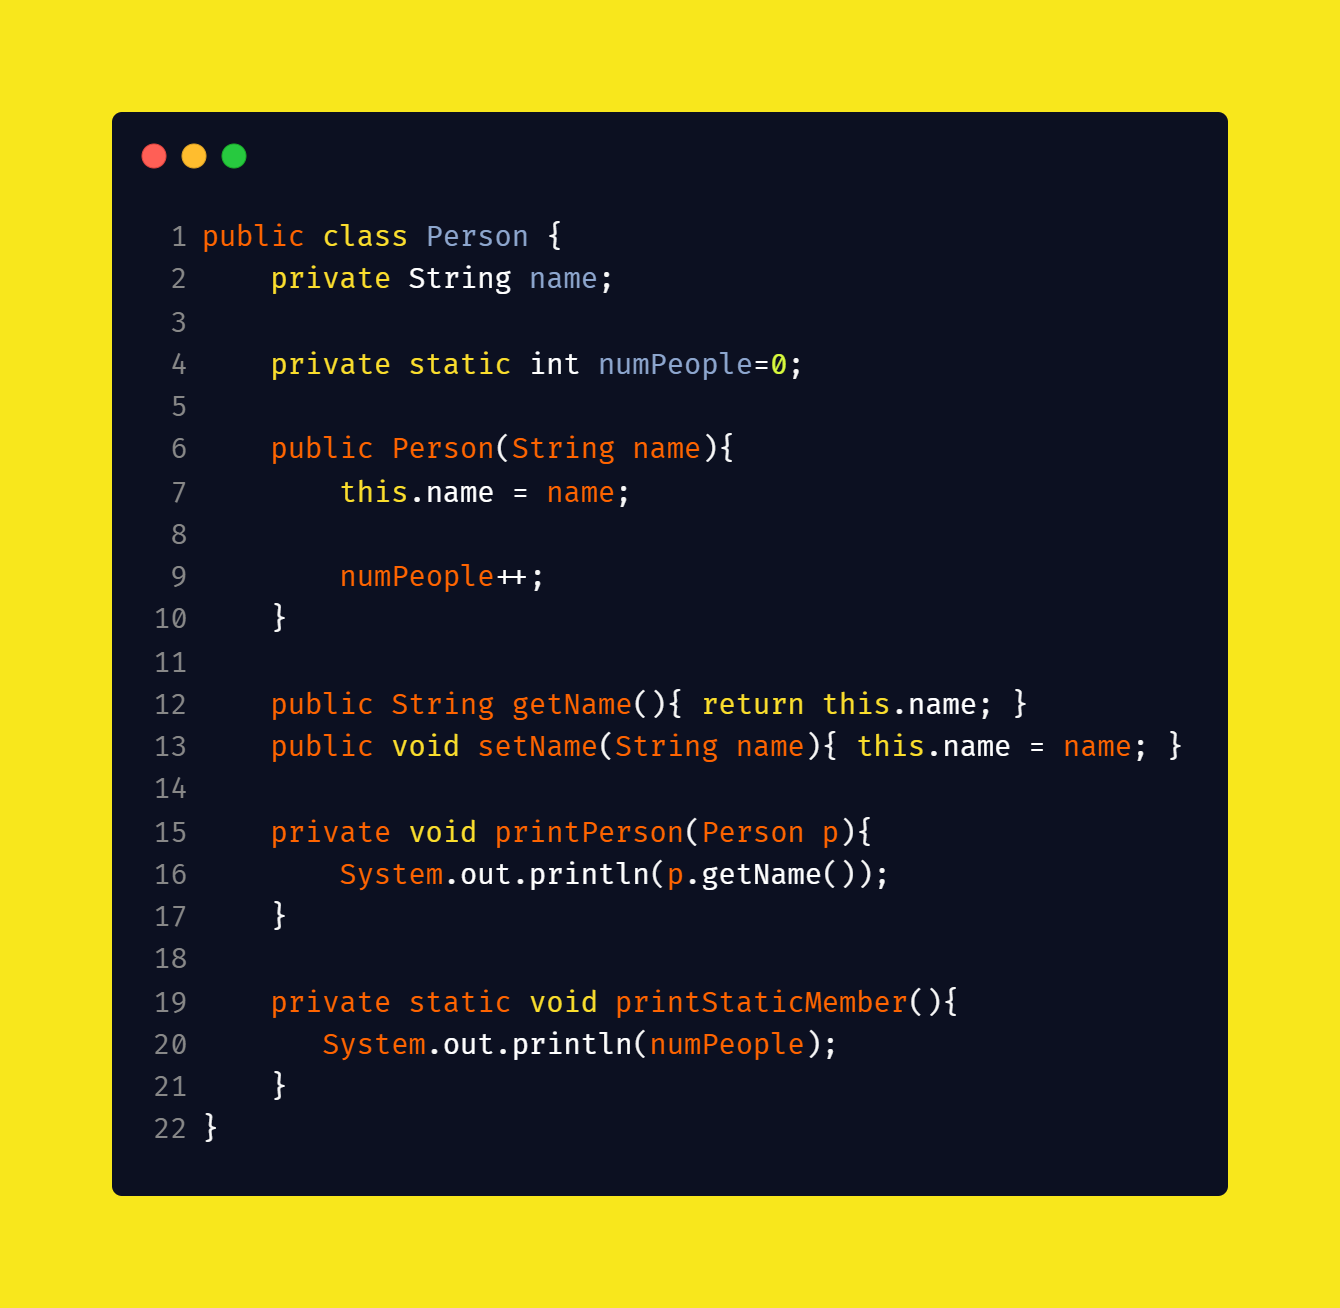 1 public class Person {
2     private String name;
3
4     private static int numPeople=0;
5
6     public Person(String name){
7         this.name = name;
8
9         numPeople++;
10     }
11
12     public String getName(){ return this.name; }
13     public void setName(String name){ this.name = name; }
14
15     private void printPerson(Person p){
16         System.out.println(p.getName());
17     }
18
19     private static void printStaticMember(){
20        System.out.println(numPeople);
21     }
22 }